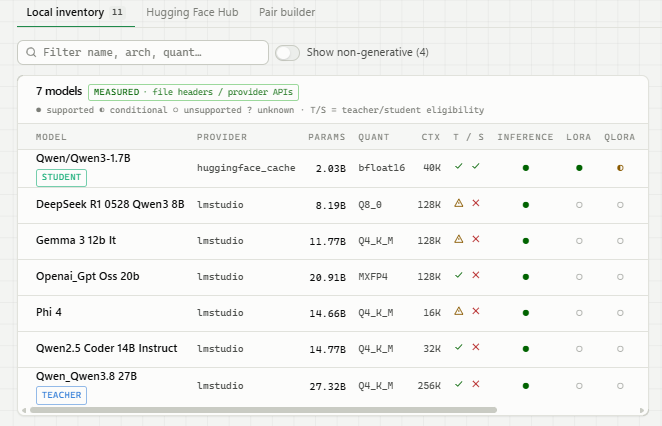 Local inventory 11 Hugging Face Hub Pair builder
Filter name, arch, quant… Show non-generative (4)
7 models MEASURED · file headers / provider APIs
● supported ◐ conditional ○ unsupported ? unknown · T/S = teacher/student eligibility
MODEL PROVIDER PARAMS QUANT CTX T / S INFERENCE LORA QLORA
Qwen/Qwen3-1.7B huggingface_cache 2.03B bfloat16 40K ✓ ✓ ● ● ◐
STUDENT
DeepSeek R1 0528 Qwen3 8B lmstudio 8.19B Q8_0 128K ⚠ ✕ ● ○ ○
Gemma 3 12b It lmstudio 11.77B Q4_K_M 128K ⚠ ✕ ● ○ ○
Openai_Gpt Oss 20b lmstudio 20.91B MXFP4 128K ✓ ✕ ● ○ ○
Phi 4 lmstudio 14.66B Q4_K_M 16K ⚠ ✕ ● ○ ○
Qwen2.5 Coder 14B Instruct lmstudio 14.77B Q4_K_M 32K ✓ ✕ ● ○ ○
Qwen_Qwen3.8 27B lmstudio 27.32B Q4_K_M 256K ✓ ✕ ● ○ ○
TEACHER